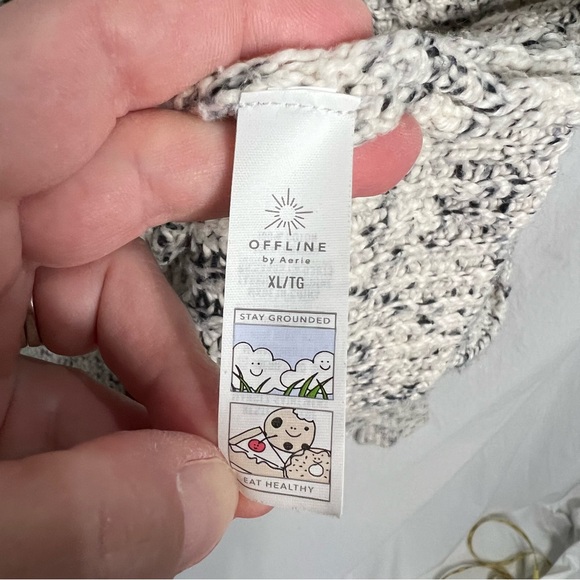 OFFLINE
by Aerie
XL/TG
STAY GROUNDED
EAT HEALTHY